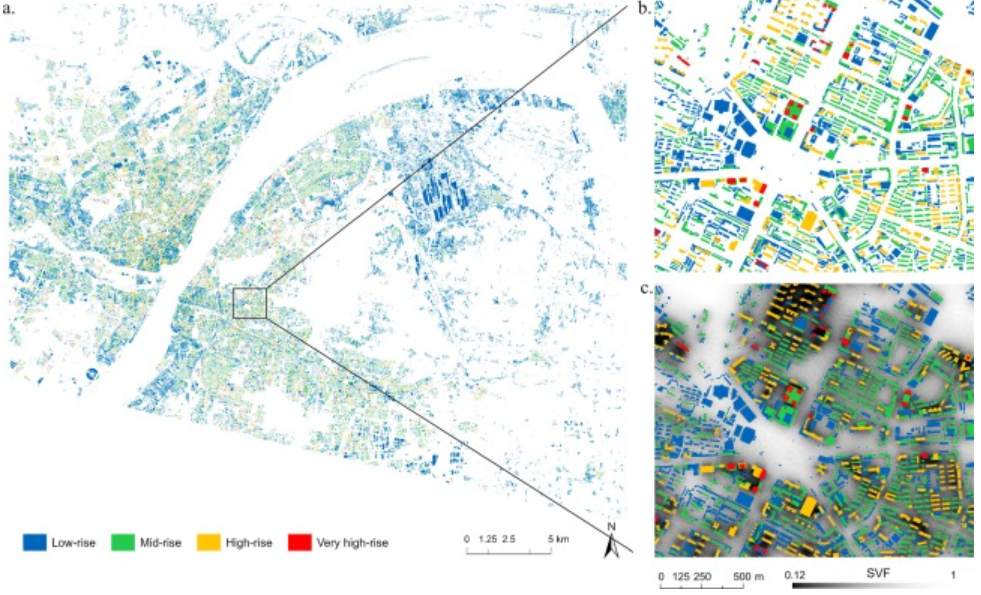 a.
b.
c.
Low-rise Mid-rise High-rise Very high-rise
0 1.25 2.5 5 km
N
0 125 250 500 m
0.12 SVF 1